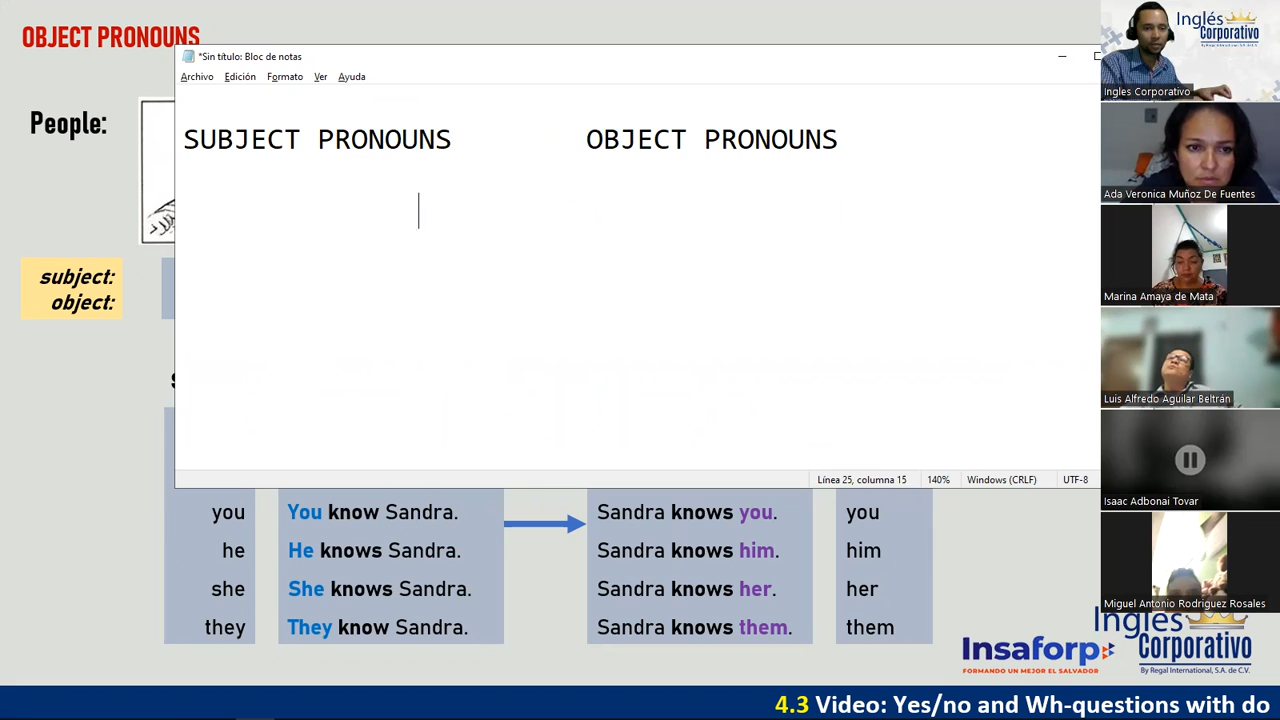 OBJECT PRONOUNS
*Sin título: Bloc de notas
Archivo Edición Formato Ver Ayuda
People:
SUBJECT PRONOUNS OBJECT PRONOUNS
subject:
object:
Línea 25, columna 15 140% Windows (CRLF) UTF-8
you You know Sandra. Sandra knows you. you
he He knows Sandra. Sandra knows him. him
she She knows Sandra. Sandra knows her. her
they They know Sandra. Sandra knows them. them
Insaforp
FORMANDO UN MEJOR EL SALVADOR
Inglés
Corporativo
By Regal International, S.A. de C.V.
4.3 Video: Yes/no and Wh-questions with do
Inglés
Corporativo
By Regal International, S.A. de C.V.
Ingles Corporativo
Ada Veronica Muñoz De Fuentes
Marina Amaya de Mata
Luis Alfredo Aguilar Beltrán
Isaac Adbonai Tovar
Miguel Antonio Rodriguez Rosales